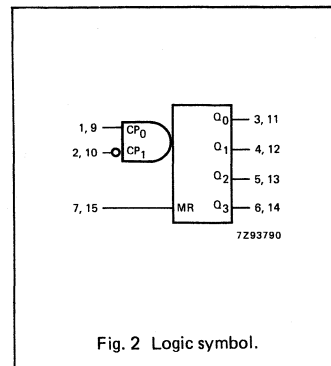 1, 9 CP0 Q0 3, 11
2, 10 CP1 Q1 4, 12
Q2 5, 13
7, 15 MR Q3 6, 14
7Z93790
Fig. 2 Logic symbol.